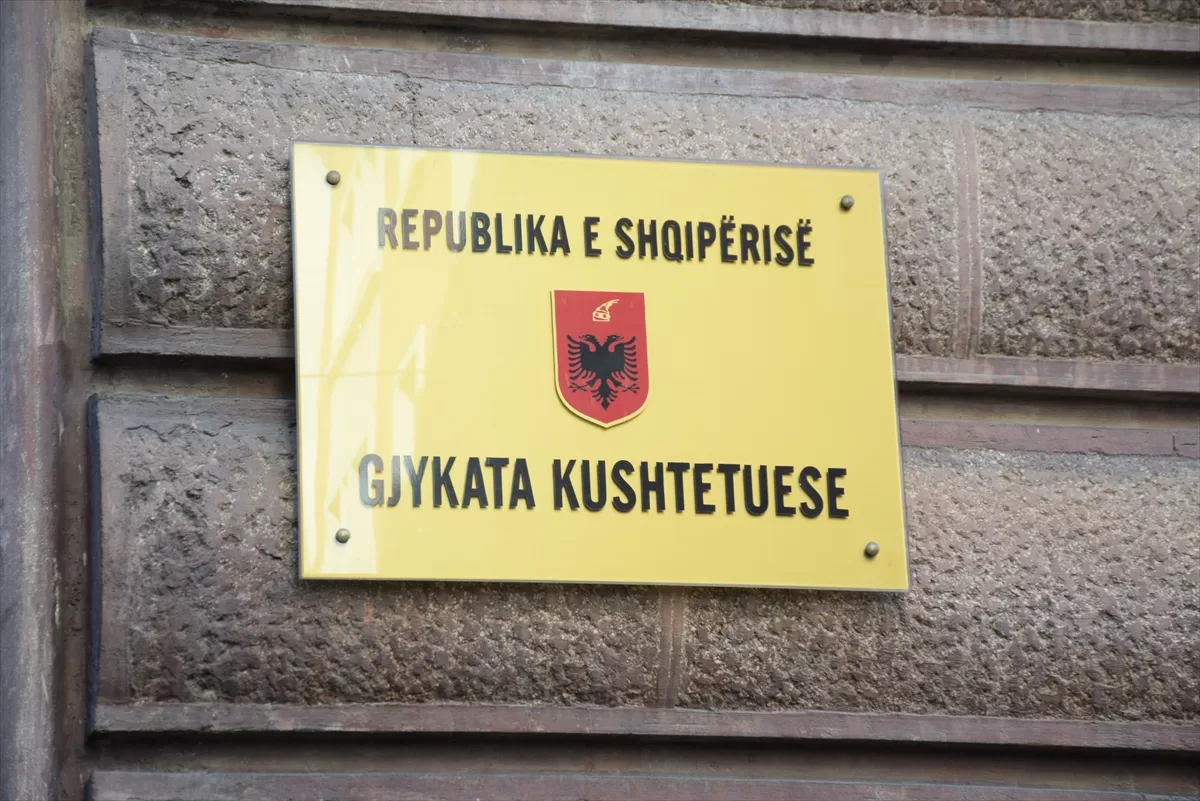 REPUBLIKA E SHQIPËRISË
GJYKATA KUSHTETUESE